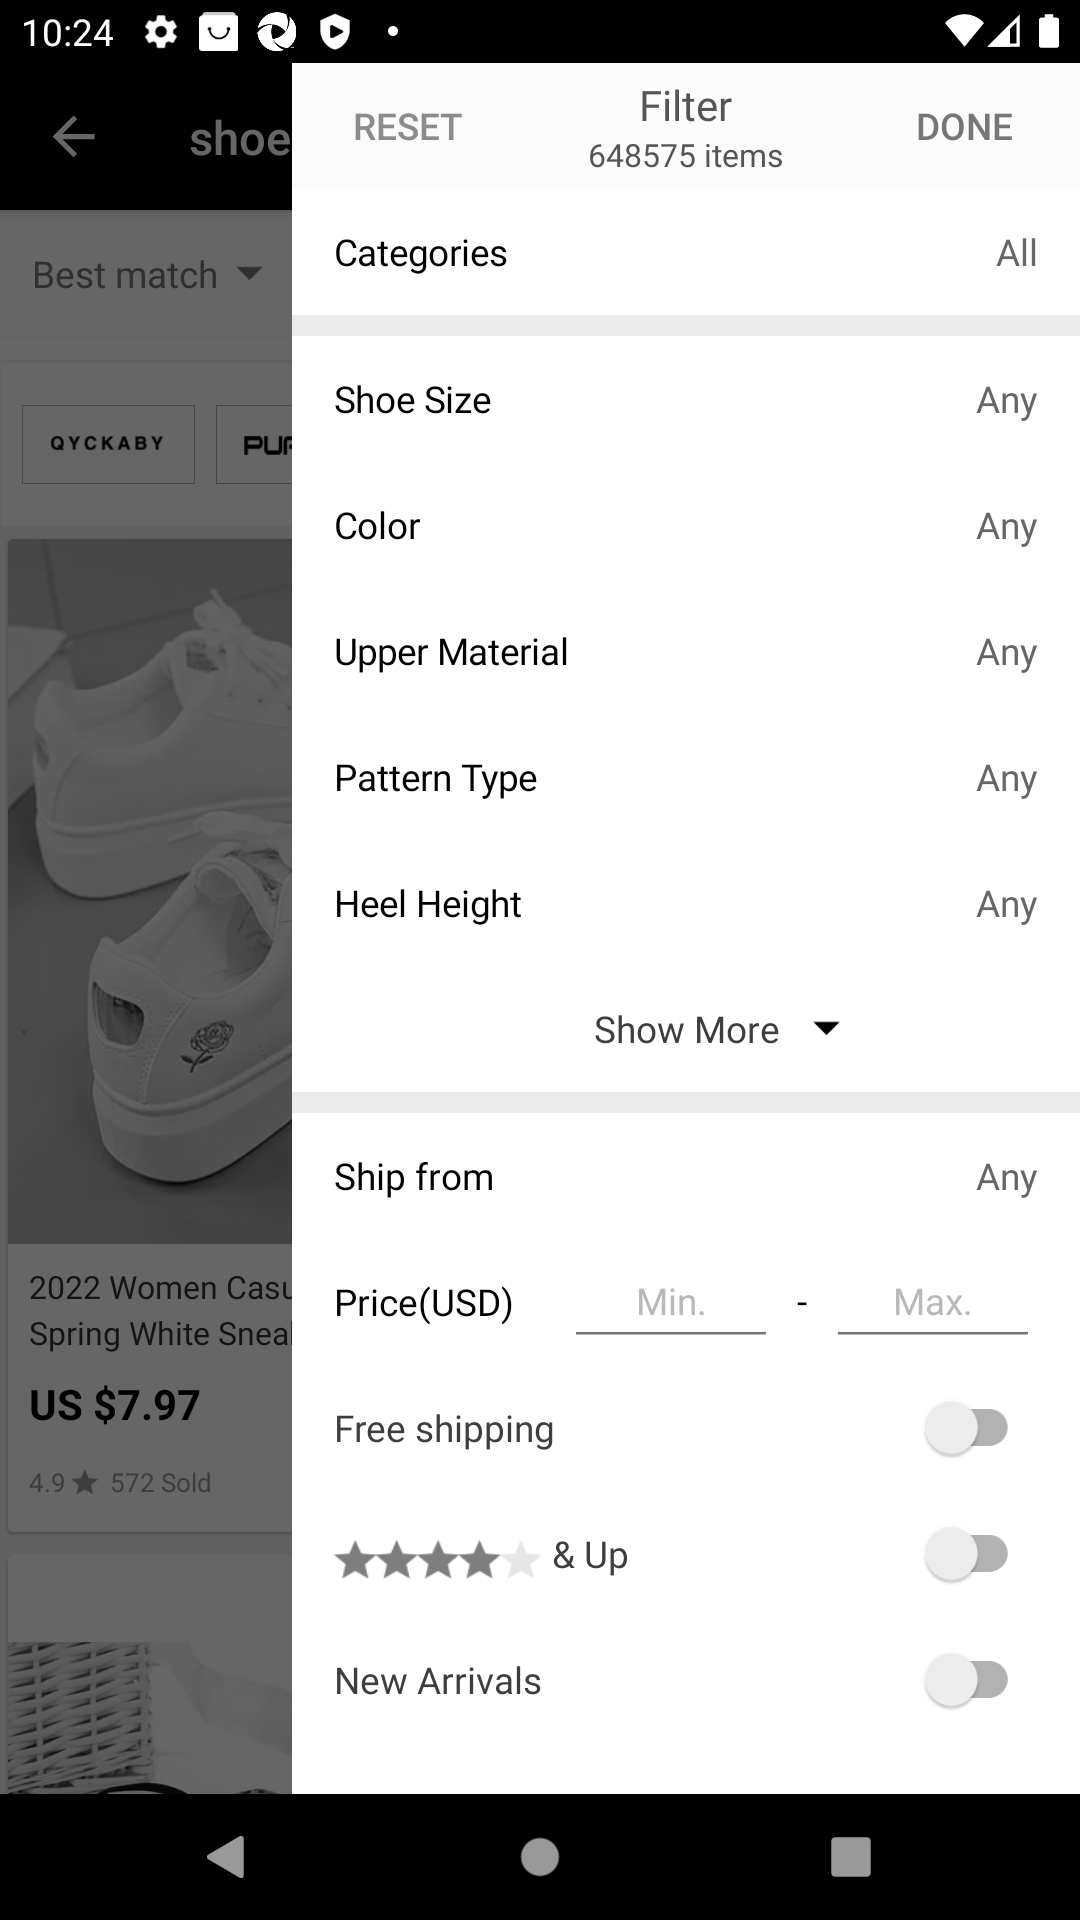 10:24
shoe
RESET
Filter
648575 items
DONE
Best match
Categories All
QYCKABY
Shoe Size Any
Color Any
Upper Material Any
Pattern Type Any
Heel Height Any
Show More
Ship from Any
2022 Women Casu
Spring White Snea
US $7.97
4.9 572 Sold
Price(USD) Min. - Max.
Free shipping
& Up
New Arrivals